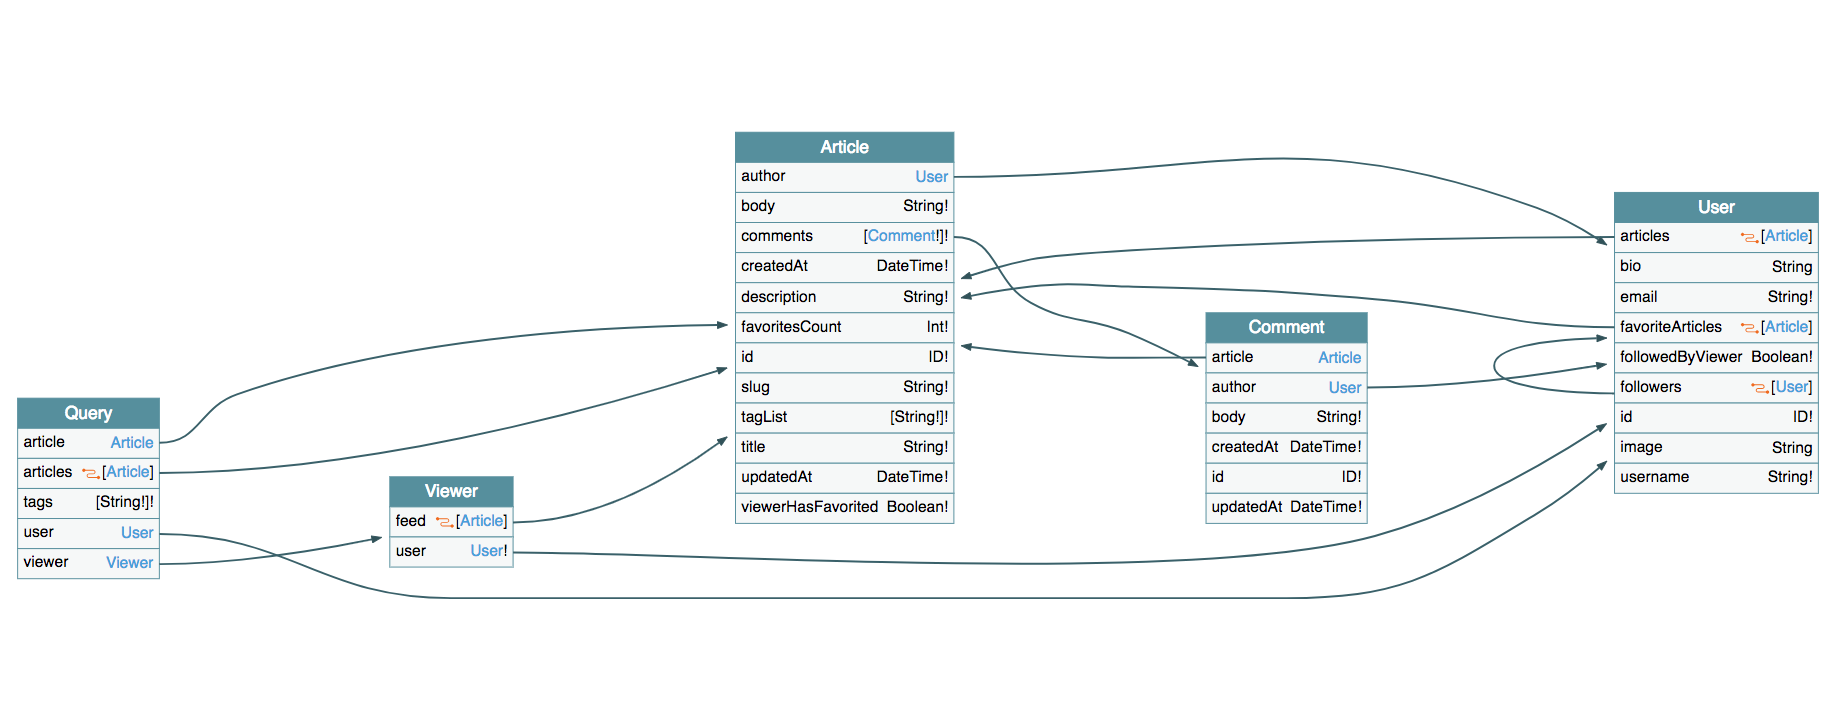 Query
article Article
articles [Article]
tags [String!]!
user User
viewer Viewer
Viewer
feed [Article]
user User!
Article
author User
body String!
comments [Comment!]!
createdAt DateTime!
description String!
favoritesCount Int!
id ID!
slug String!
tagList [String!]!
title String!
updatedAt DateTime!
viewerHasFavorited Boolean!
Comment
article Article
author User
body String!
createdAt DateTime!
id ID!
updatedAt DateTime!
User
articles [Article]
bio String
email String!
favoriteArticles [Article]
followedByViewer Boolean!
followers [User]
id ID!
image String
username String!